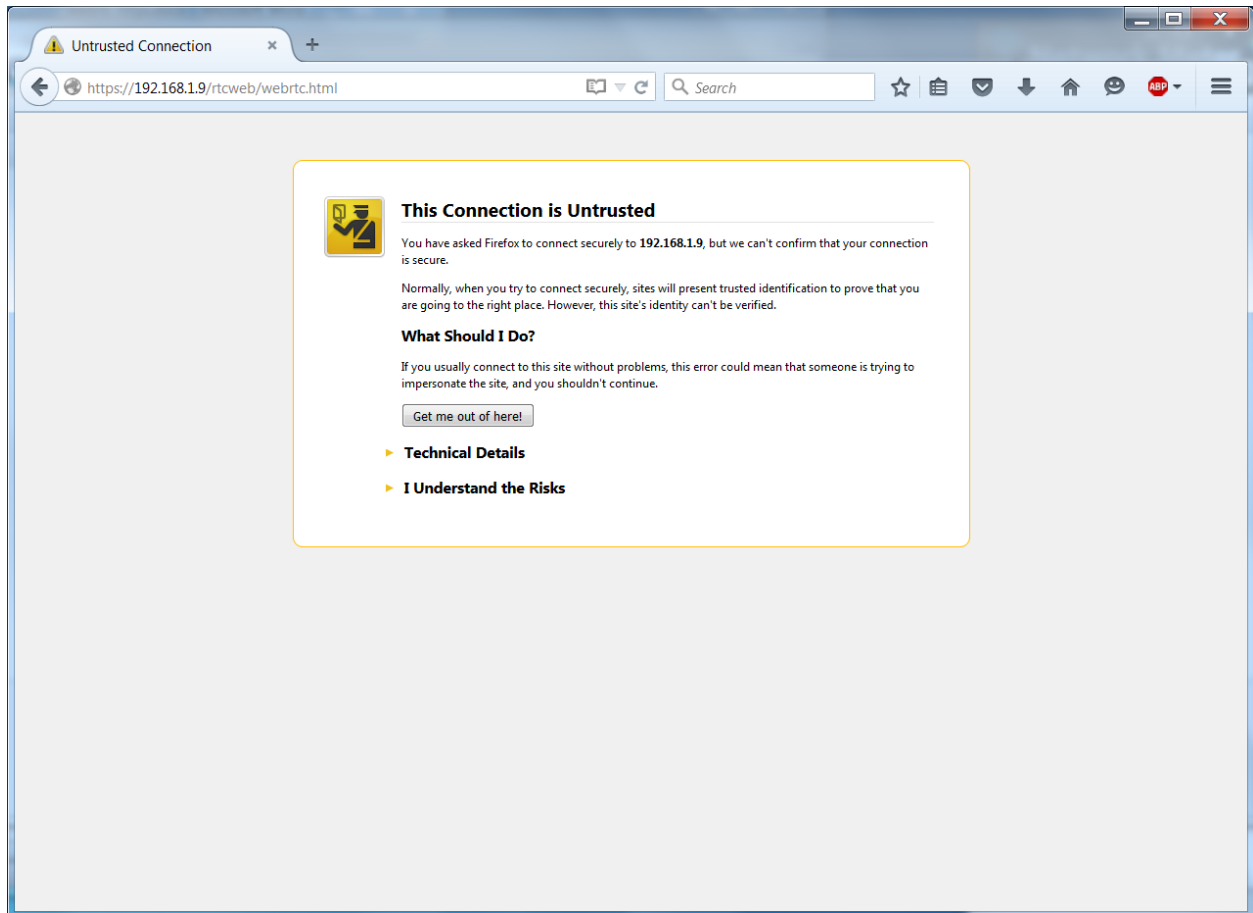 Untrusted Connection
https://192.168.1.9/rtcweb/webrtc.html
Search
ABP
This Connection is Untrusted
You have asked Firefox to connect securely to 192.168.1.9, but we can't confirm that your connection
is secure.
Normally, when you try to connect securely, sites will present trusted identification to prove that you
are going to the right place. However, this site's identity can't be verified.
What Should I Do?
If you usually connect to this site without problems, this error could mean that someone is trying to
impersonate the site, and you shouldn't continue.
Get me out of here!
Technical Details
I Understand the Risks